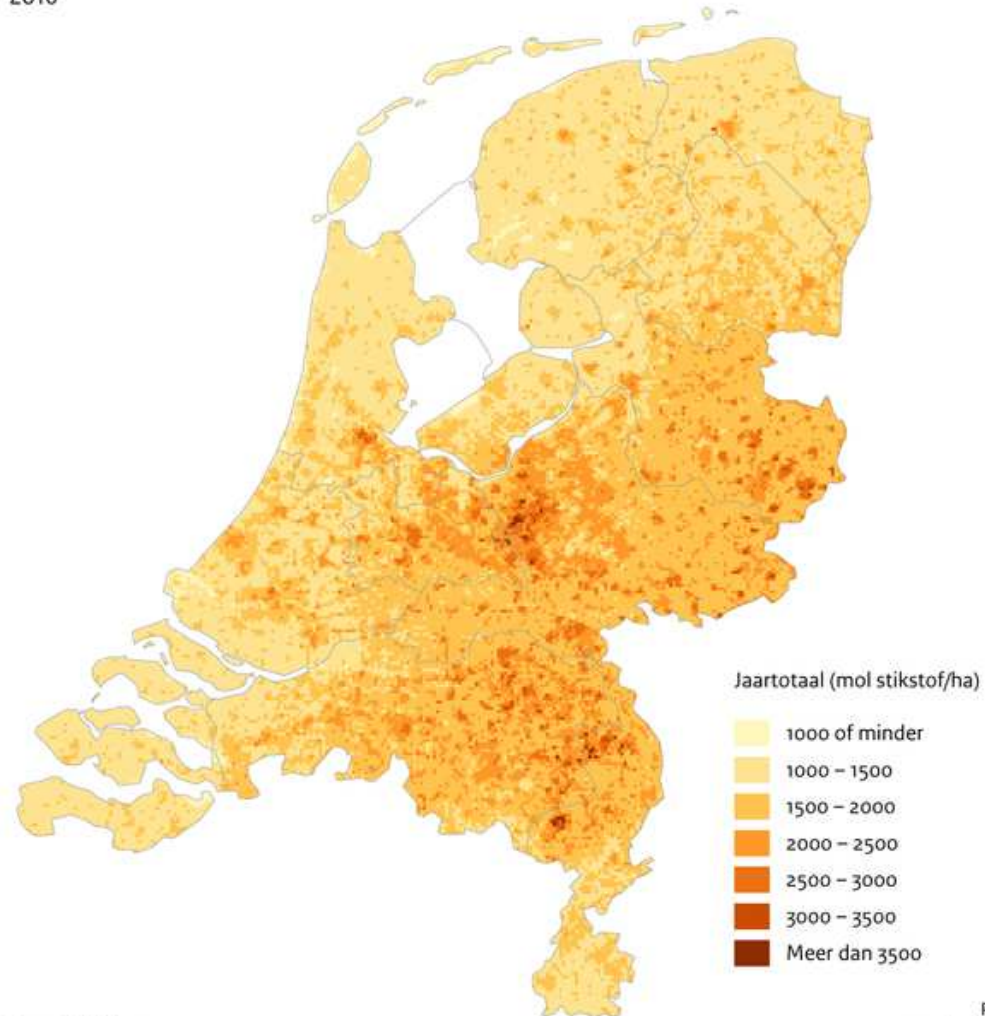 Jaartotaal (mol stikstof/ha)
1000 of minder
1000 – 1500
1500 – 2000
2000 – 2500
2500 – 3000
3000 – 3500
Meer dan 3500